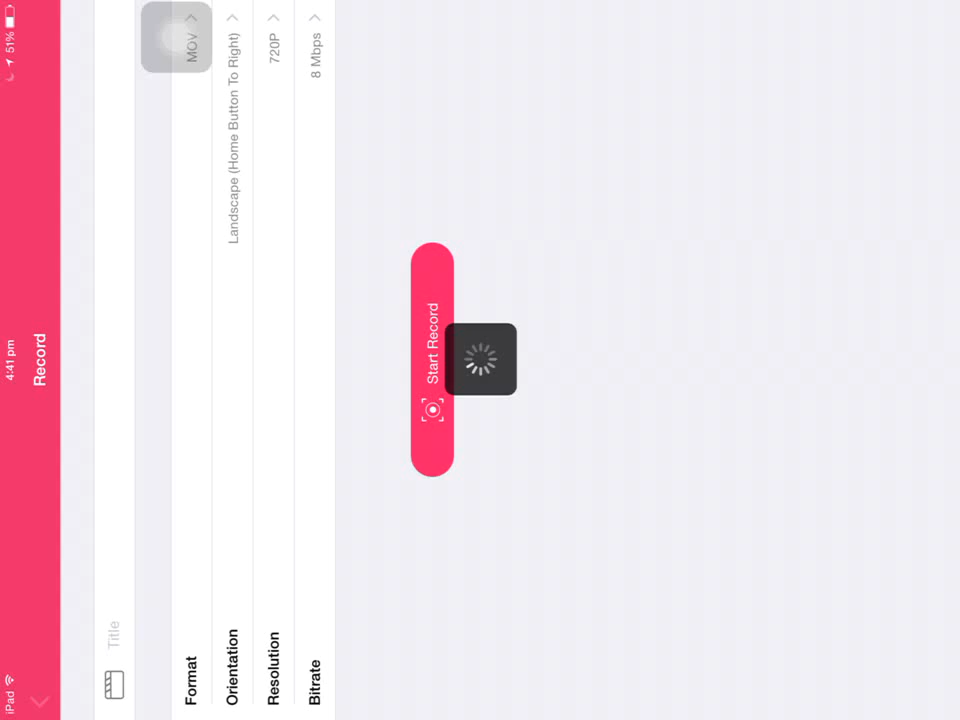 iPad 4:41 pm 51%
Record
Title
Format MOV
Orientation Landscape (Home Button To Right)
Resolution 720P
Bitrate 8 Mbps
Start Record